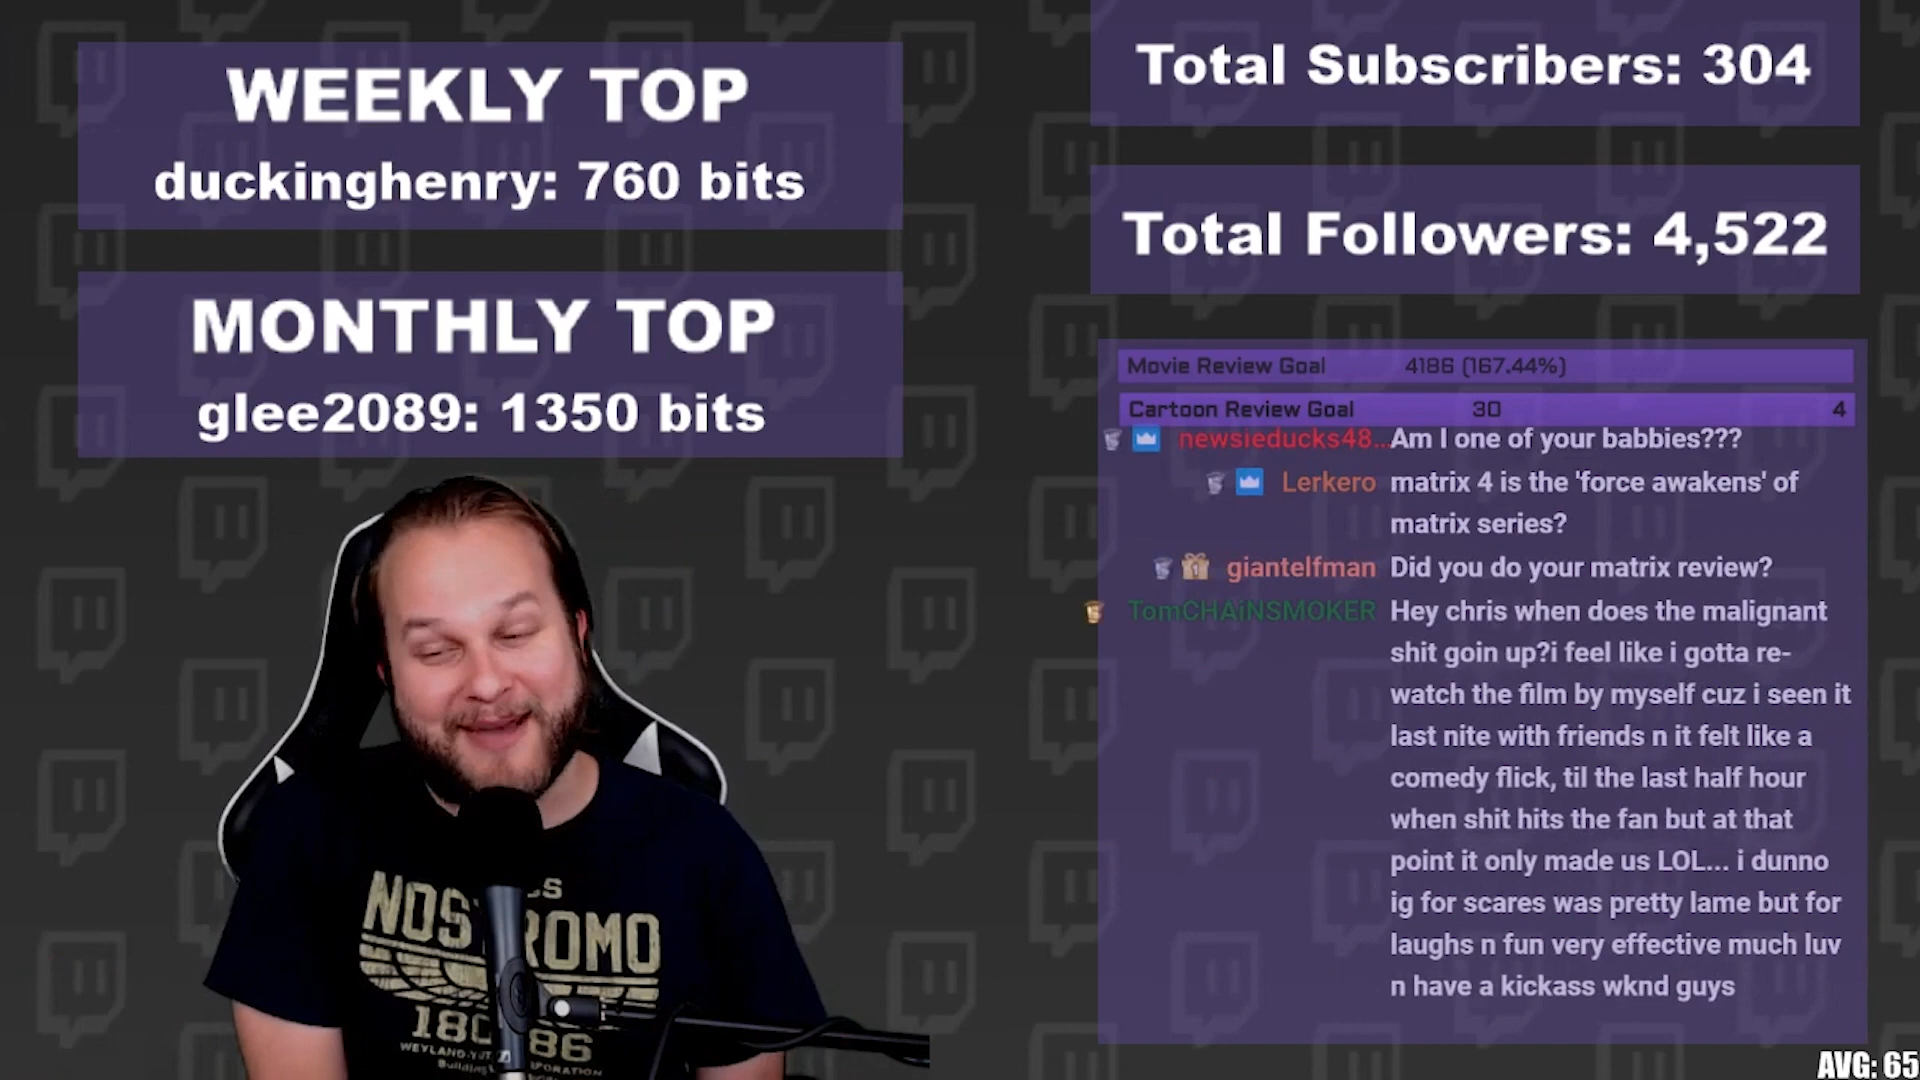 WEEKLY TOP
duckinghenry: 760 bits
MONTHLY TOP
glee2089: 1350 bits
Total Subscribers: 304
Total Followers: 4,522
Movie Review Goal 4186 (167.44%)
Cartoon Review Goal 30 4
newsieducks48... Am I one of your babbies???
Lerkero matrix 4 is the 'force awakens' of
matrix series?
giantelfman Did you do your matrix review?
TomCHAiNSMOKER Hey chris when does the malignant
shit goin up?i feel like i gotta re-
watch the film by myself cuz i seen it
last nite with friends n it felt like a
comedy flick, til the last half hour
when shit hits the fan but at that
point it only made us LOL... i dunno
ig for scares was pretty lame but for
laughs n fun very effective much luv
n have a kickass wknd guys
AVG: 65